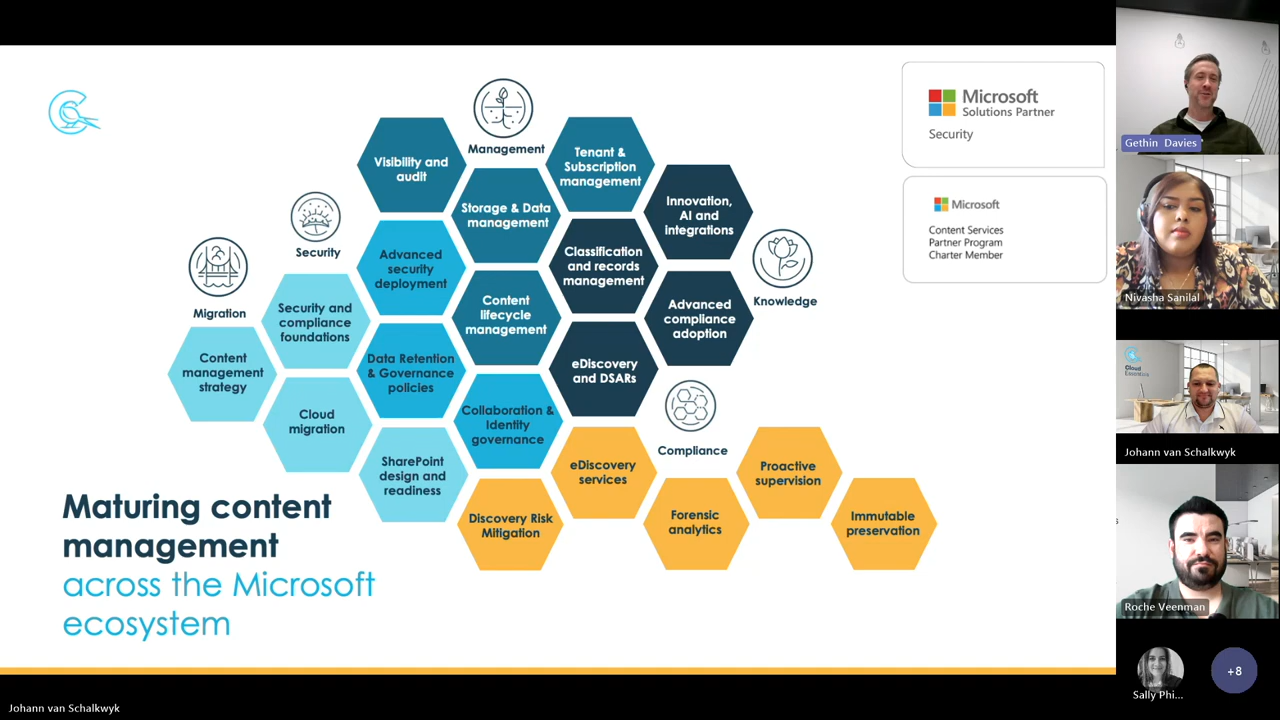 Management
Visibility and
audit
Tenant &
Subscription
management
Storage & Data
management
Innovation,
AI and
integrations
Security
Advanced
security
deployment
Classification
and records
management
Knowledge
Migration
Security and
compliance
foundations
Content
lifecycle
management
Advanced
compliance
adoption
Content
management
strategy
Data Retention
& Governance
policies
eDiscovery
and DSARs
Cloud
migration
Collaboration &
Identity
governance
Compliance
SharePoint
design and
readiness
eDiscovery
services
Proactive
supervision
Discovery Risk
Mitigation
Forensic
analytics
Immutable
preservation
Maturing content
management
across the Microsoft
ecosystem
Microsoft
Solutions Partner
Security
Microsoft
Content Services
Partner Program
Charter Member
Gethin Davies
Nivasha Sanilal
Cloud
Essentials
Johann van Schalkwyk
Roche Veenman
Sally Phi...
+8
Johann van Schalkwyk